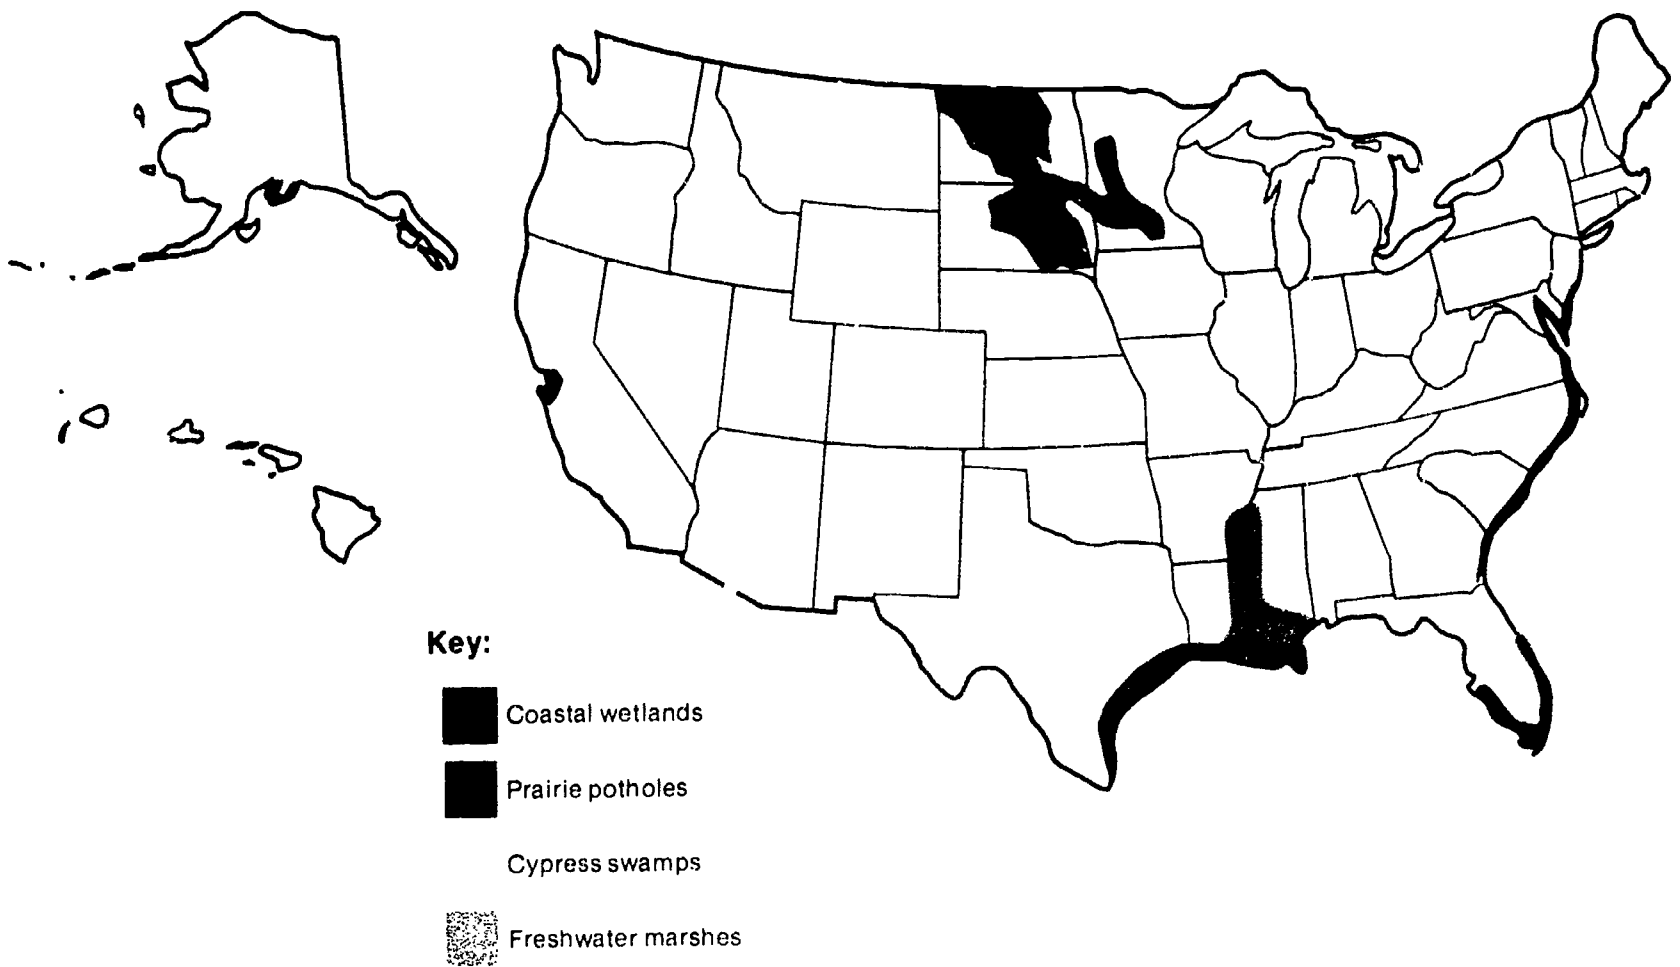 Key:
Coastal wetlands
Prairie potholes
Cypress swamps
Freshwater marshes